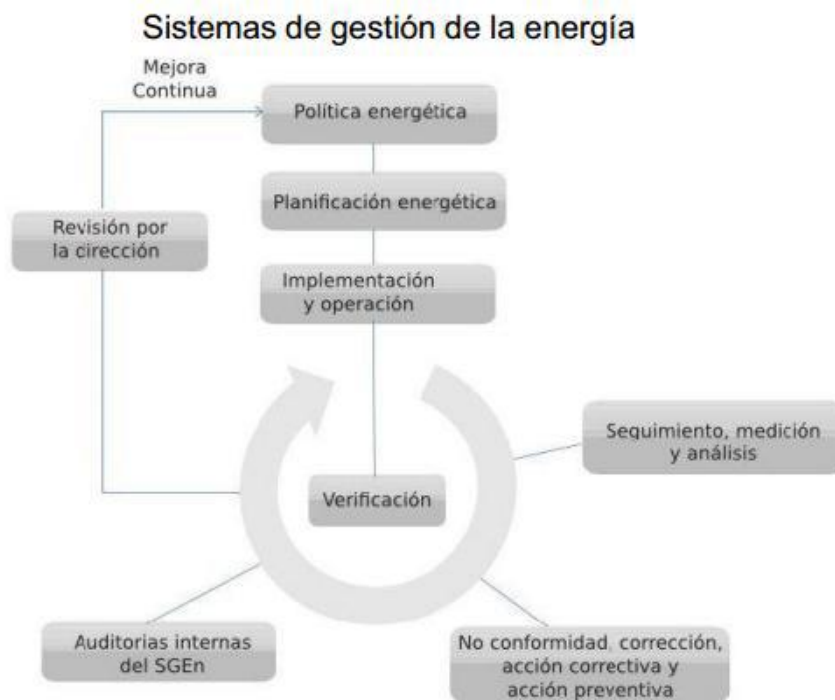 Sistemas de gestión de la energía
Mejora
Continua
Política energética
Planificación energética
Revisión por
la dirección
Implementación
y operación
Seguimiento, medición
y análisis
Verificación
Auditorias internas
del SGEn
No conformidad, corrección,
acción correctiva y
acción preventiva